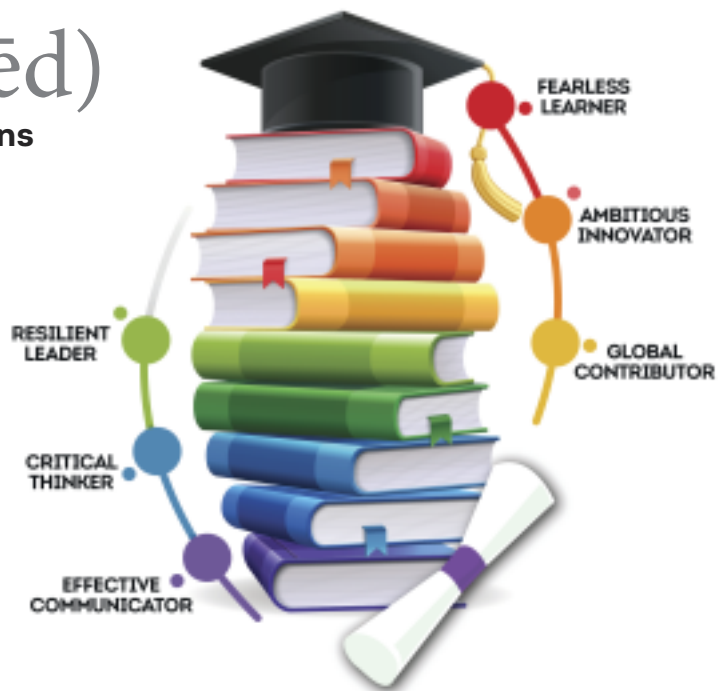 ēd)
ns
FEARLESS
LEARNER
AMBITIOUS
INNOVATOR
GLOBAL
CONTRIBUTOR
RESILIENT
LEADER
CRITICAL
THINKER
EFFECTIVE
COMMUNICATOR